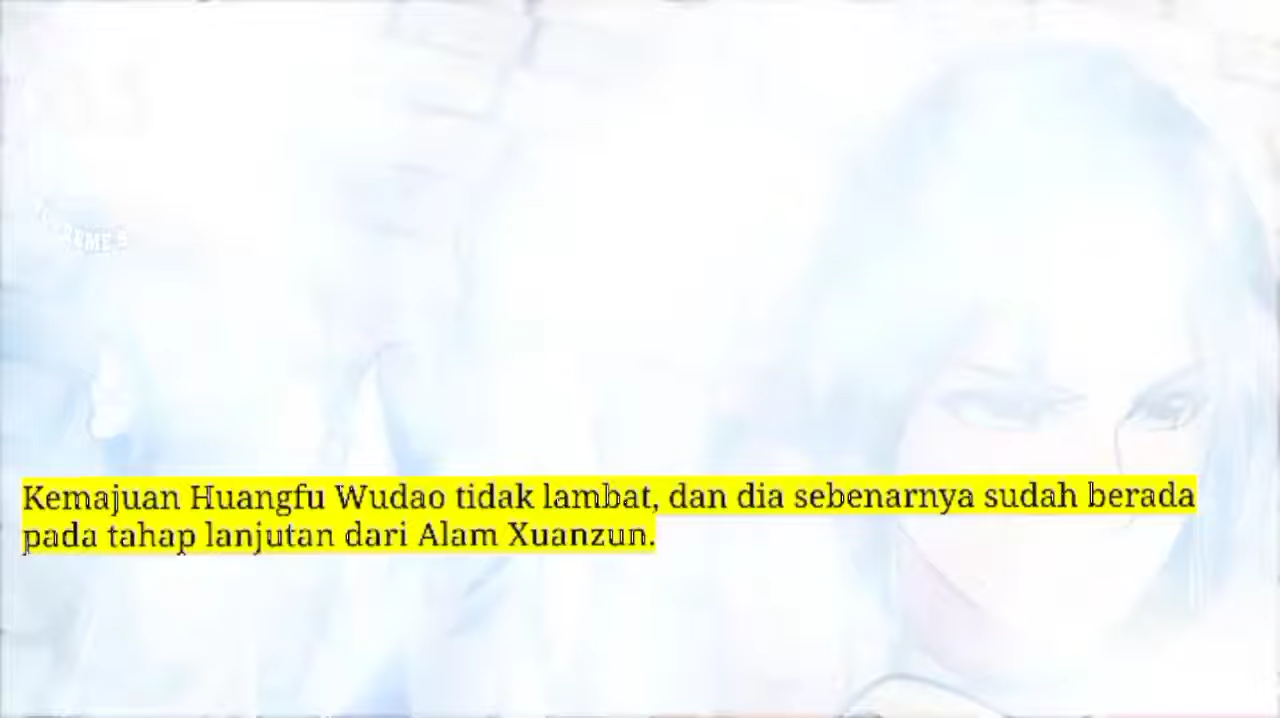 Kemajuan Huangfu Wudao tidak lambat, dan dia sebenarnya sudah berada
pada tahap lanjutan dari Alam Xuanzun.